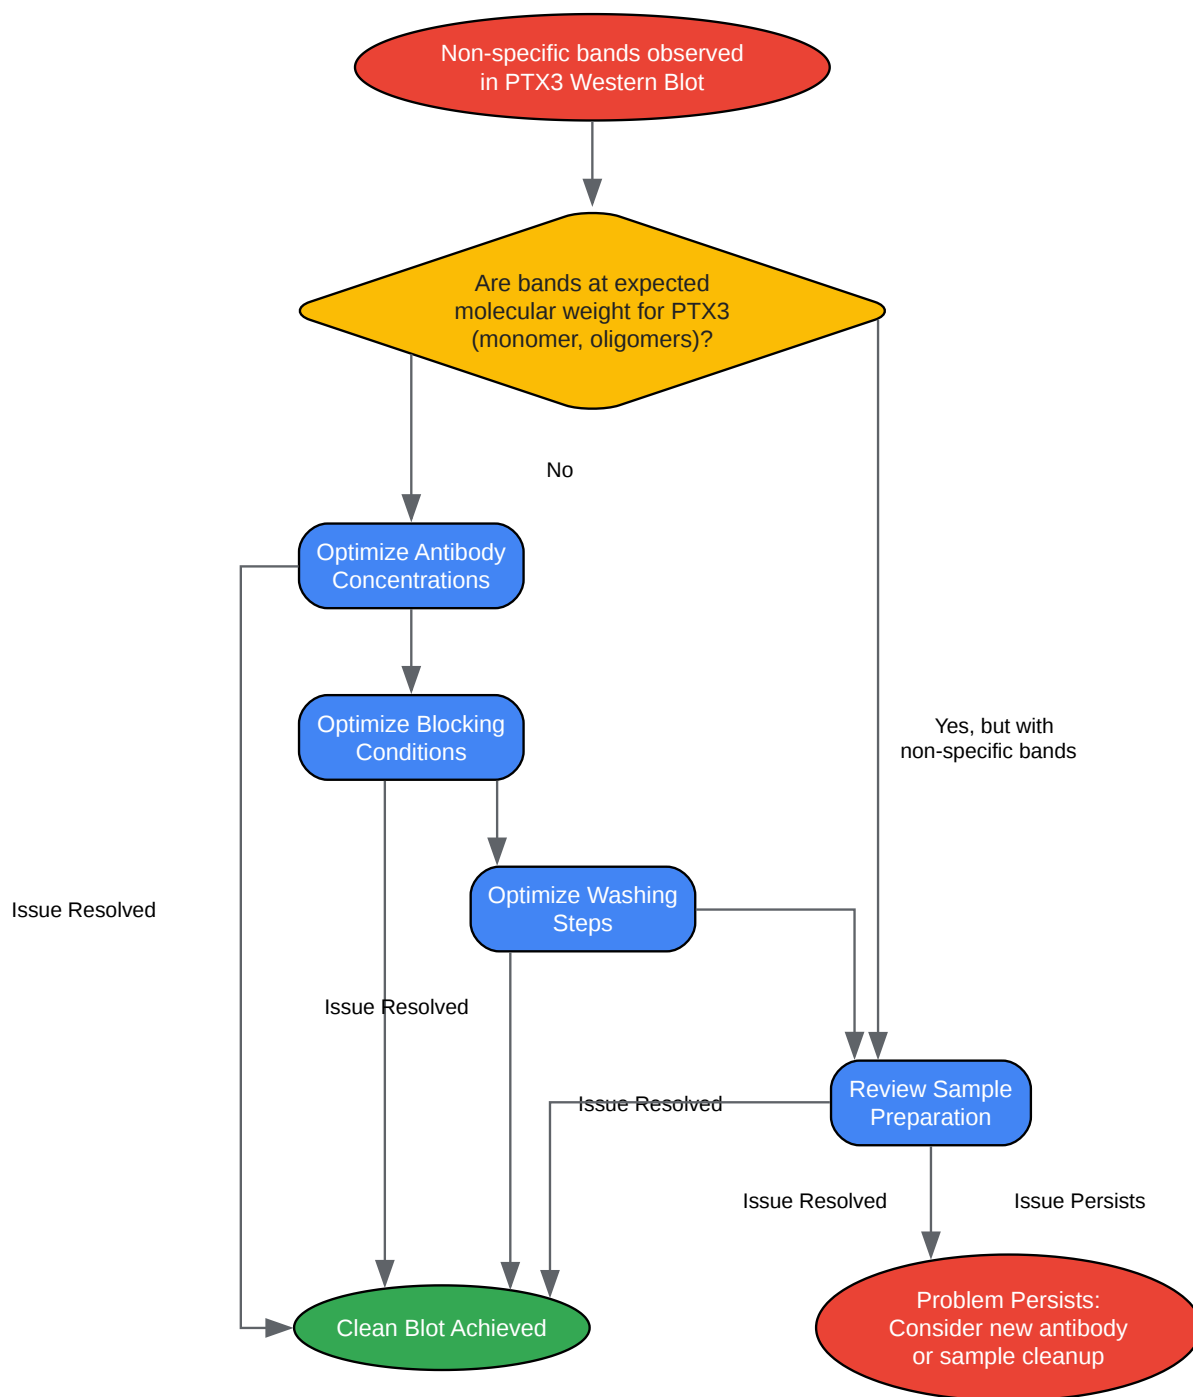 Non-specific bands observed
in PTX3 Western Blot
Are bands at expected
molecular weight for PTX3
(monomer, oligomers)?
No
Optimize Antibody
Concentrations
Optimize Blocking
Conditions
Yes, but with
non-specific bands
Optimize Washing
Steps
Issue Resolved
Issue Resolved
Review Sample
Preparation
Issue Resolved
Issue Resolved
Issue Persists
Clean Blot Achieved
Problem Persists:
Consider new antibody
or sample cleanup